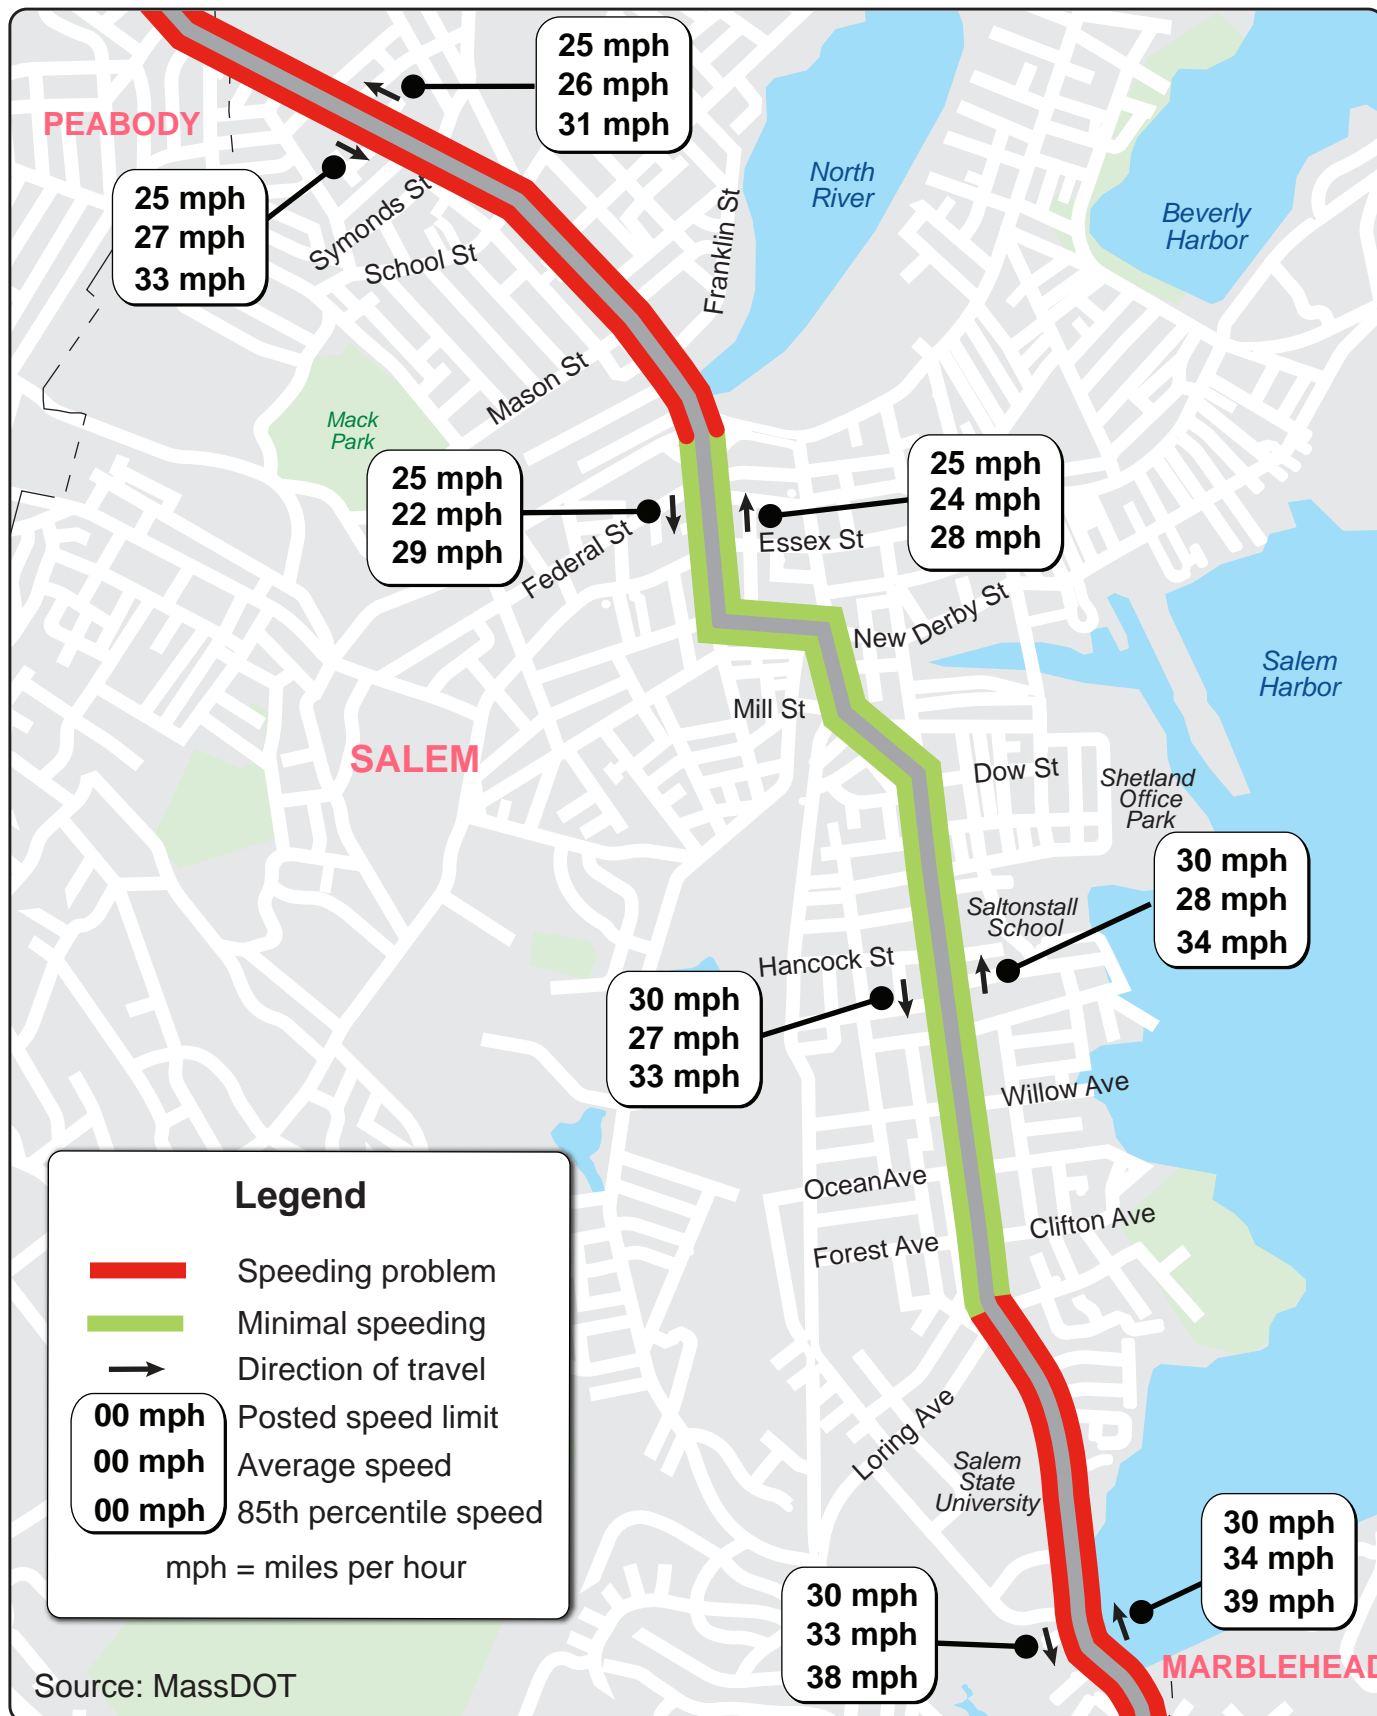 25 mph
26 mph
31 mph
PEABODY
25 mph
27 mph
33 mph
Symonds St
School St
Franklin St
North
River
Beverly
Harbor
Mason St
Mack
Park
25 mph
22 mph
29 mph
25 mph
24 mph
28 mph
Federal St
Essex St
New Derby St
Salem
Harbor
Mill St
SALEM
Dow St
Shetland
Office
Park
30 mph
28 mph
34 mph
Saltonstall
School
Hancock St
30 mph
27 mph
33 mph
Willow Ave
OceanAve
Clifton Ave
Forest Ave
Legend
Speeding problem
Minimal speeding
Direction of travel
00 mph Posted speed limit
00 mph Average speed
00 mph 85th percentile speed
mph = miles per hour
Loring Ave
Salem
State
University
30 mph
34 mph
39 mph
30 mph
33 mph
38 mph
MARBLEHEAD
Source: MassDOT